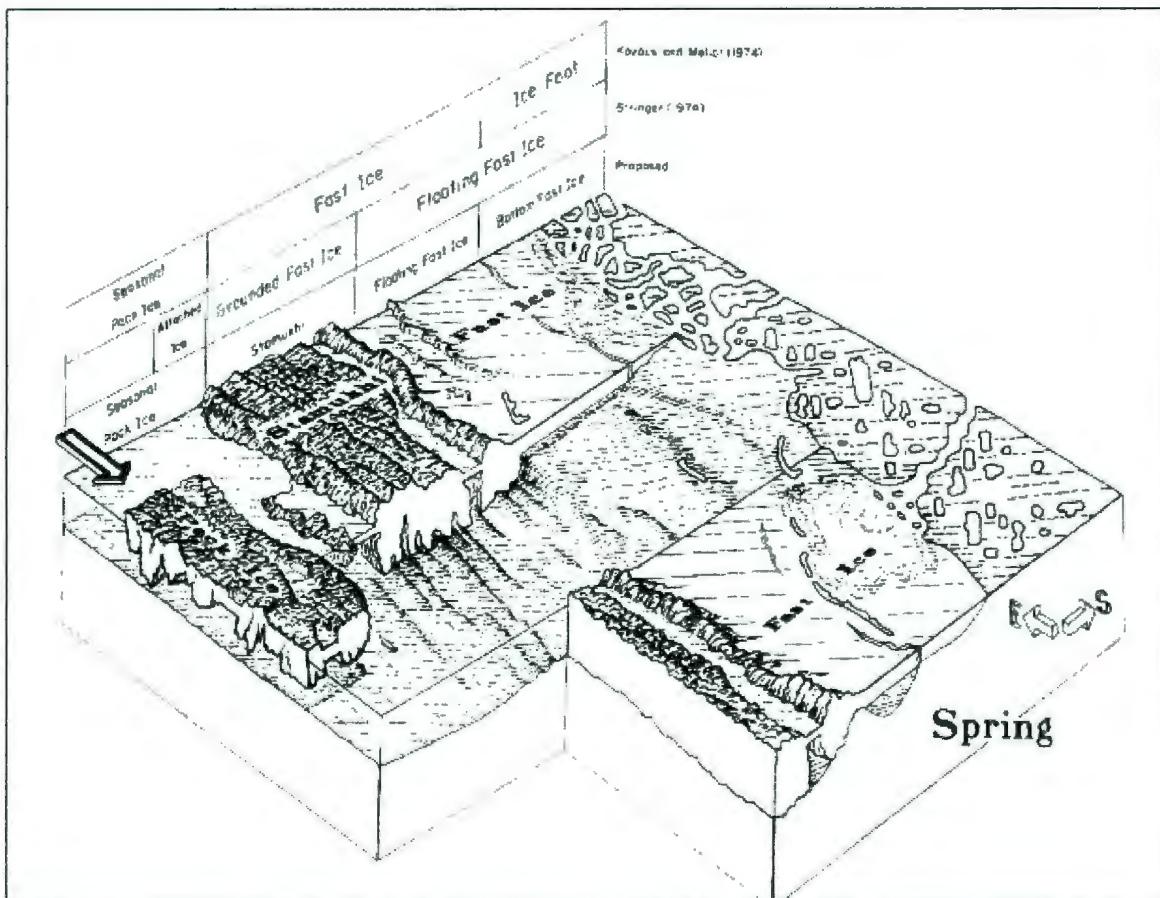 Kovacs and Mellor (1974)
Ice Foot
Stringer (1974)
Fast Ice
Floating Fast Ice
Proposed
Seasonal
Pack Ice
Attached
Ice
Grounded Fast Ice
Floating Fast Ice
Bottom Fast Ice
Seasonal
Pack Ice
Stamukhi
Fast Ice
Fast Ice
E
S
Spring